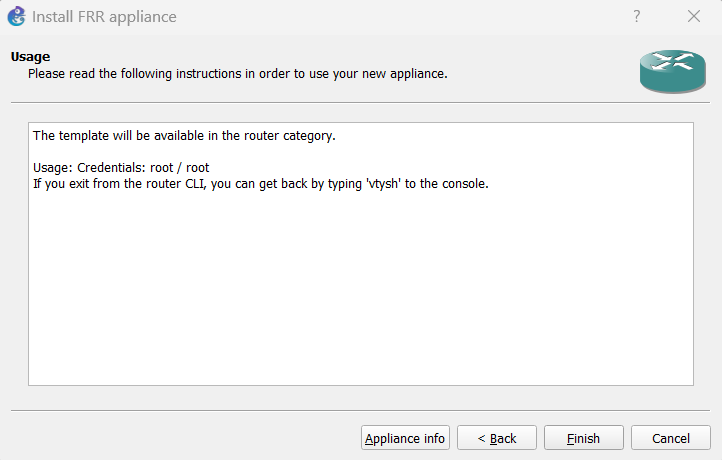 Install FRR appliance
?
Usage
Please read the following instructions in order to use your new appliance.
The template will be available in the router category.
Usage: Credentials: root / root
If you exit from the router CLI, you can get back by typing 'vtysh' to the console.
Appliance info
< Back
Finish
Cancel